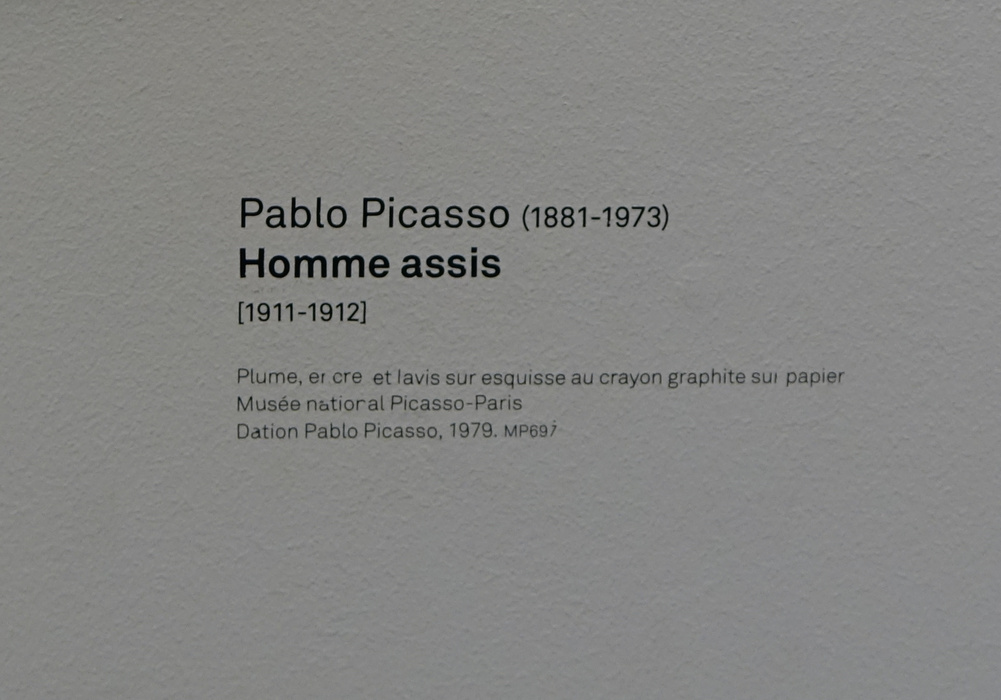 Pablo Picasso (1881-1973)
Homme assis
[1911-1912]
Plume, encre et lavis sur esquisse au crayon graphite sur papier
Musée national Picasso-Paris
Dation Pablo Picasso, 1979.